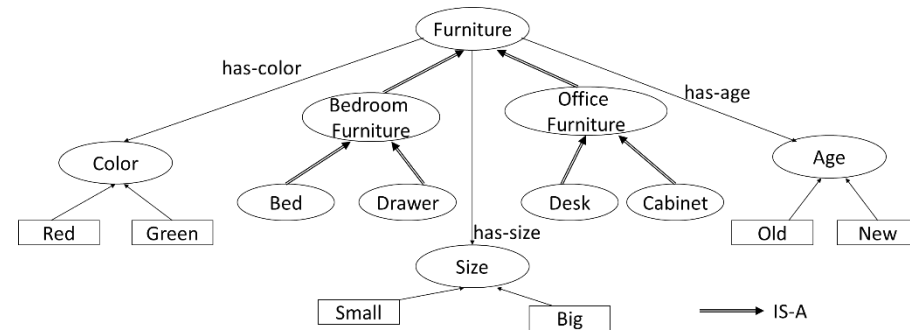 Furniture
has-color
Bedroom
Furniture
Office
Furniture
has-age
Color
Age
Bed
Drawer
Desk
Cabinet
Red
Green
has-size
Old
New
Size
Small
Big
IS-A